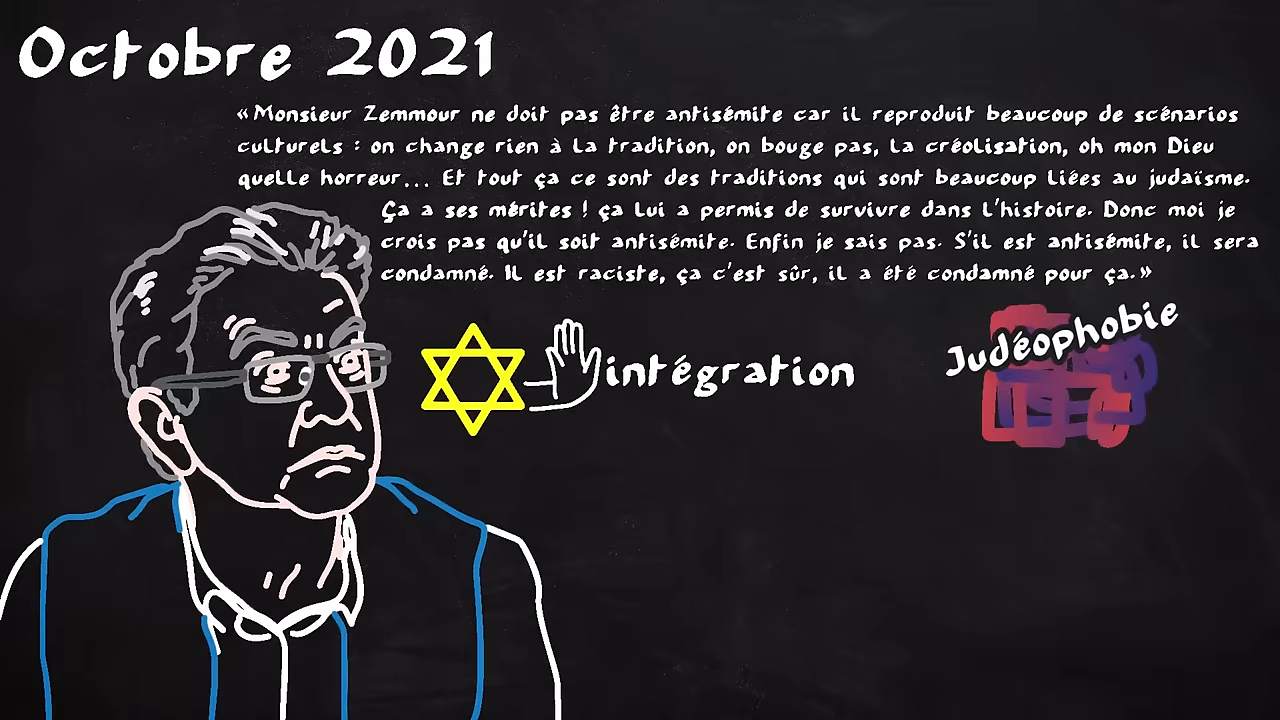 Octobre 2021
«Monsieur Zemmour ne doit pas être antisémite car il reproduit beaucoup de scénarios
culturels : on change rien à la tradition, on bouge pas, la créolisation, oh mon Dieu
quelle horreur... Et tout ça ce sont des traditions qui sont beaucoup liées au judaïsme.
Ça a ses mérites ! ça lui a permis de survivre dans l'histoire. Donc moi je
crois pas qu'il soit antisémite. Enfin je sais pas. S'il est antisémite, il sera
condamné. Il est raciste, ça c'est sûr, il a été condamné pour ça.»
intégration
Judéophobie